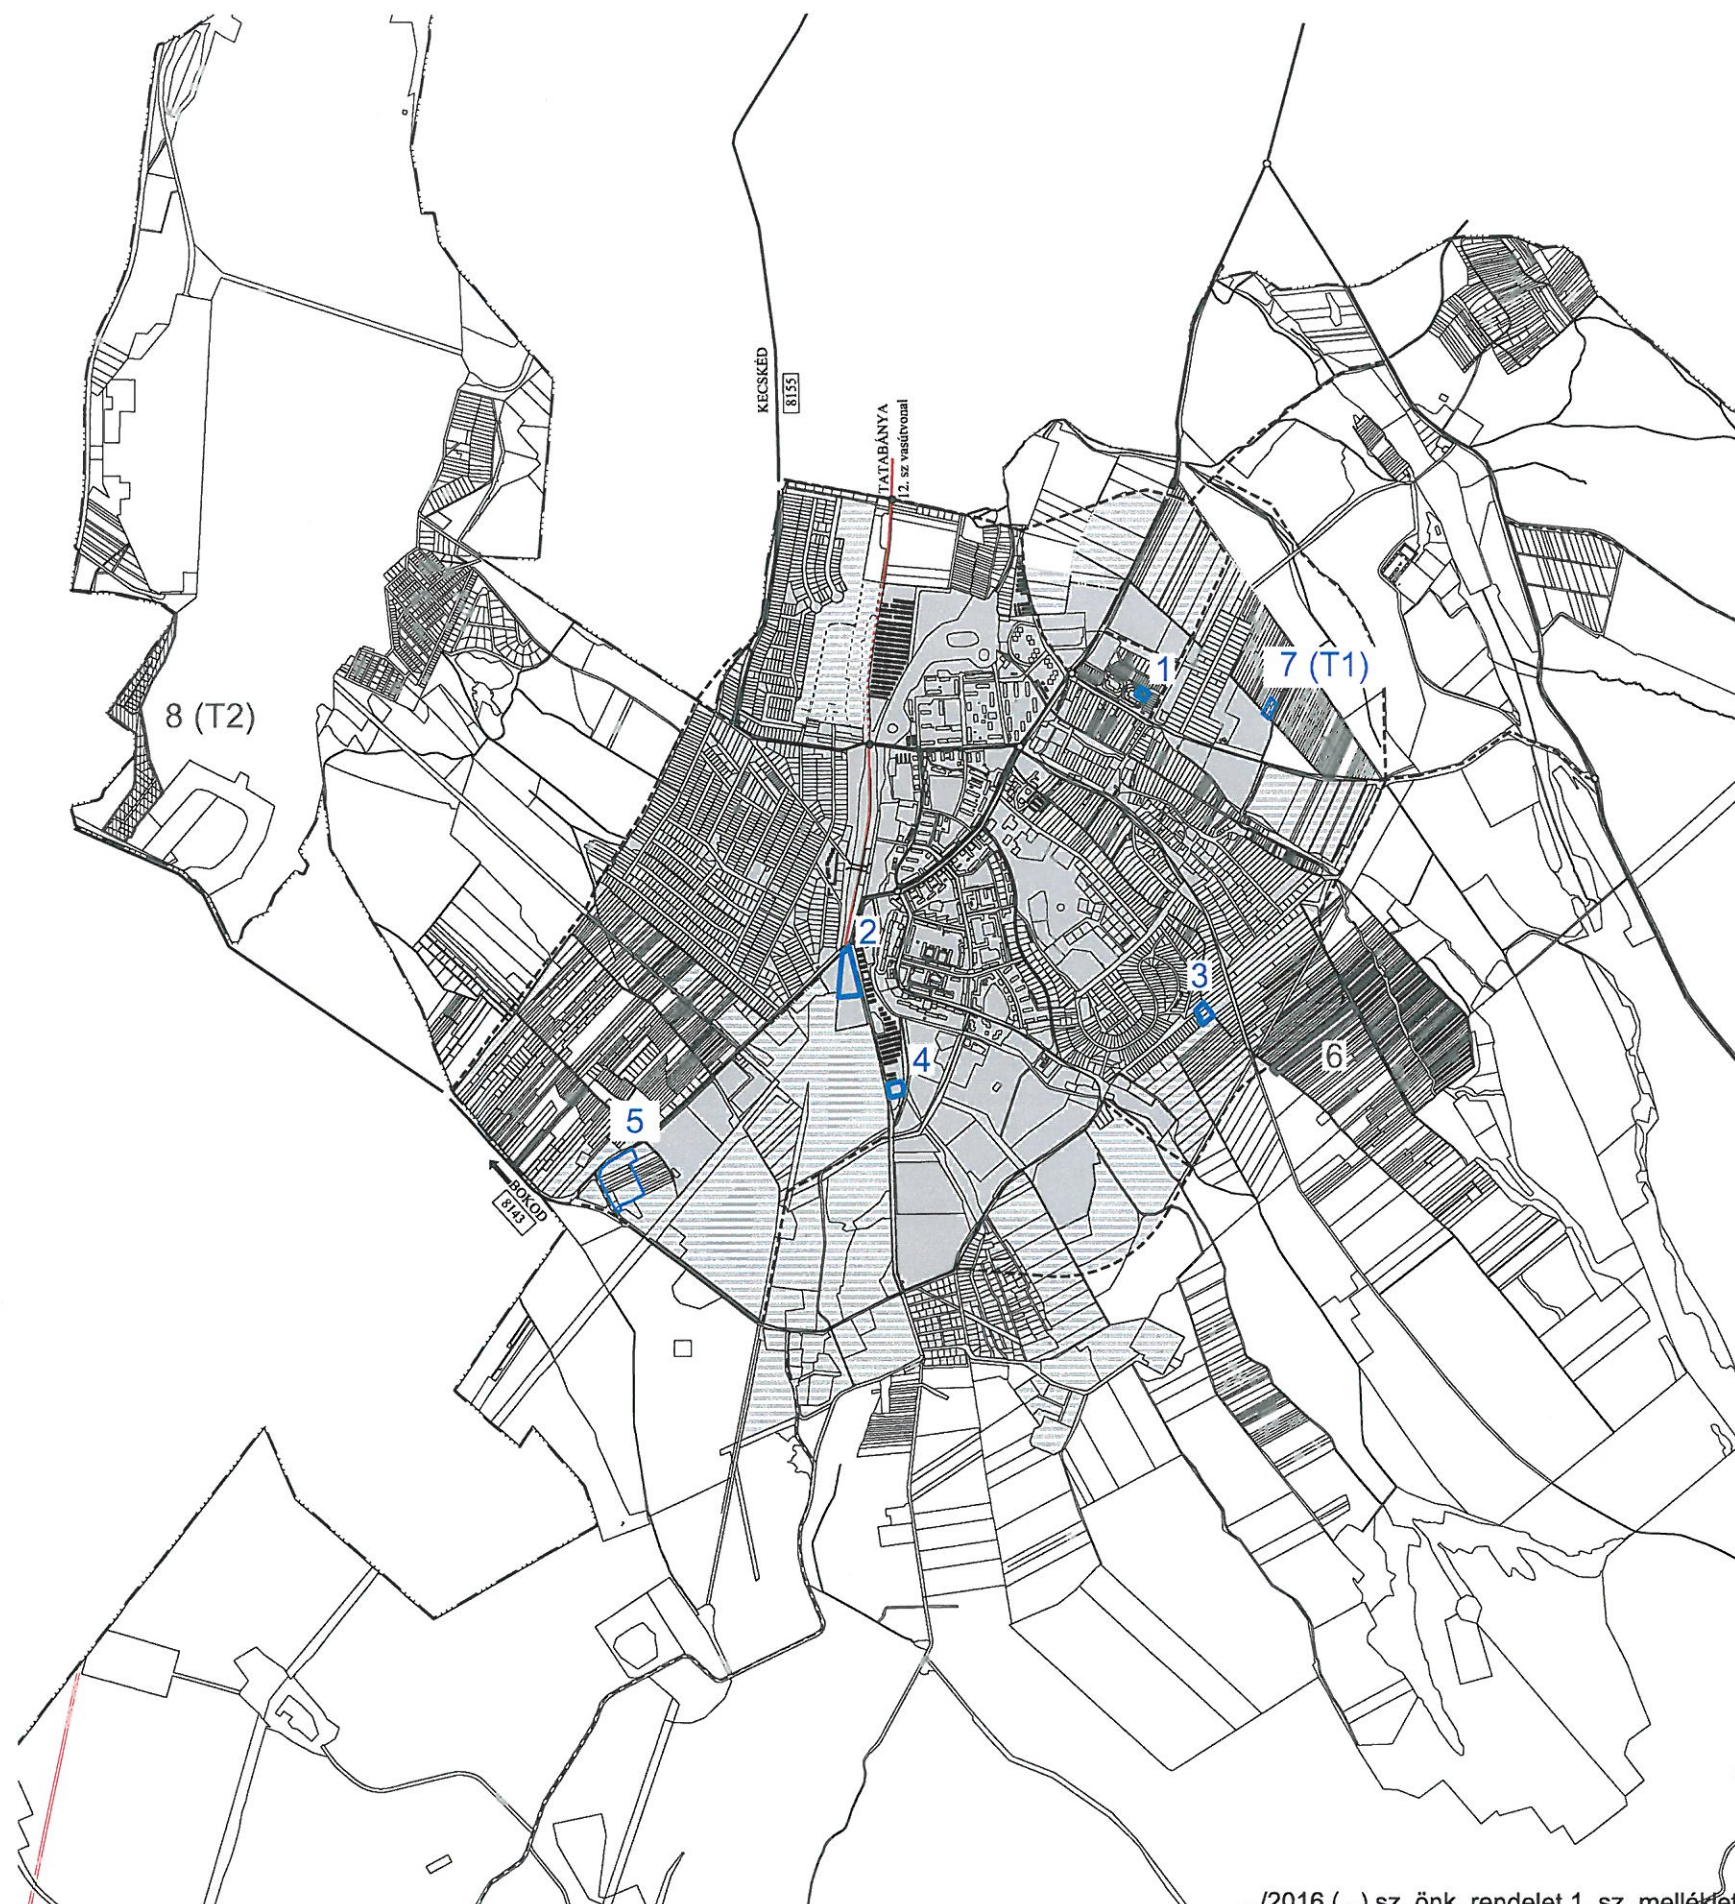 KECSKÉD
8155
TATABÁNYA
12. sz vasútvonal
1
7 (T1)
8 (T2)
2
3
6
4
5
BOKOD
8143
/2016.( . ) sz. önk. rendelet 1. sz. melléklet